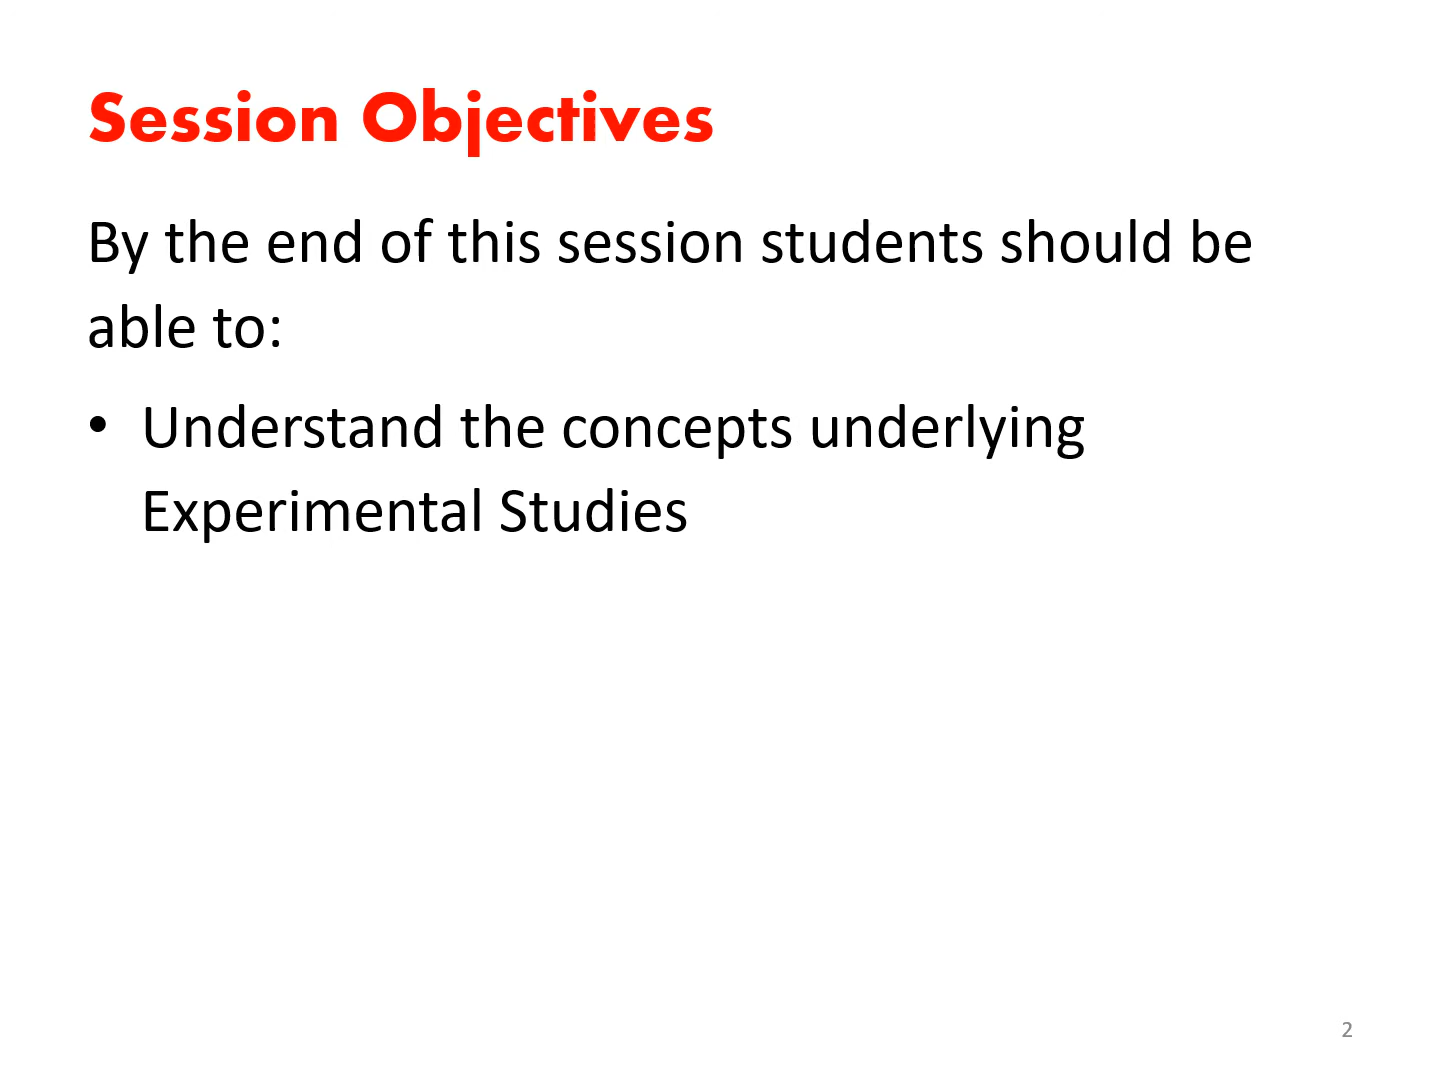 Session Objectives
By the end of this session students should be
able to:
• Understand the concepts underlying
Experimental Studies
2